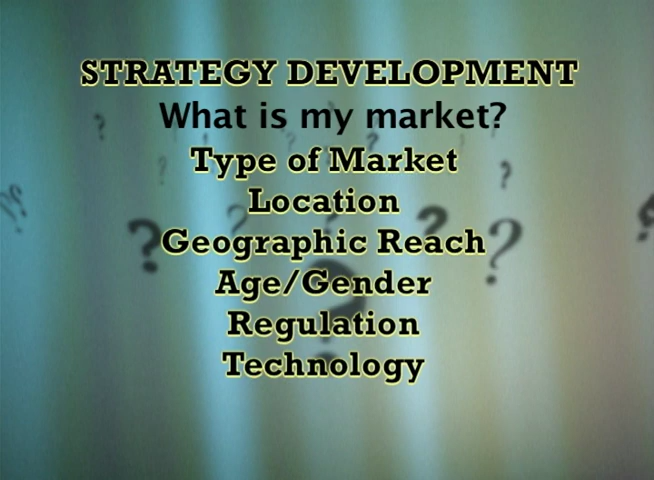 STRATEGY DEVELOPMENT
What is my market?
Type of Market
Location
Geographic Reach
Age/Gender
Regulation
Technology